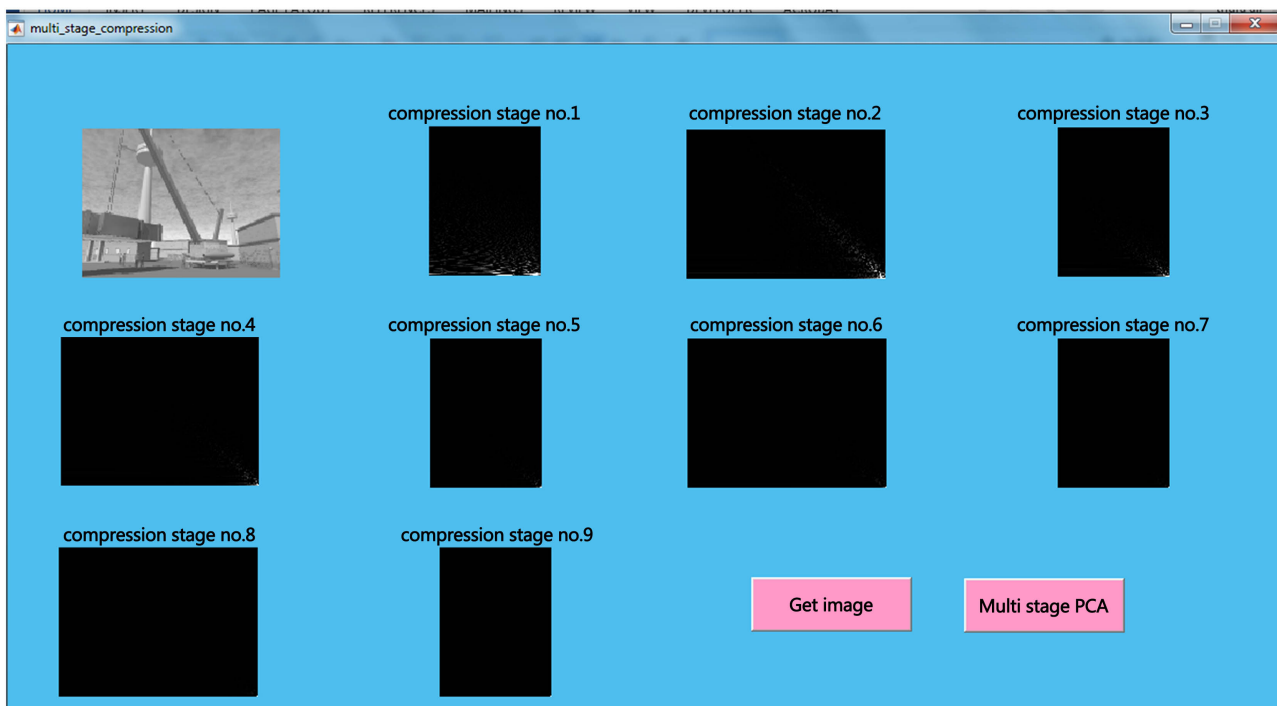 multi_stage_compression
compression stage no.1
compression stage no.2
compression stage no.3
compression stage no.4
compression stage no.5
compression stage no.6
compression stage no.7
compression stage no.8
compression stage no.9
Get image
Multi stage PCA